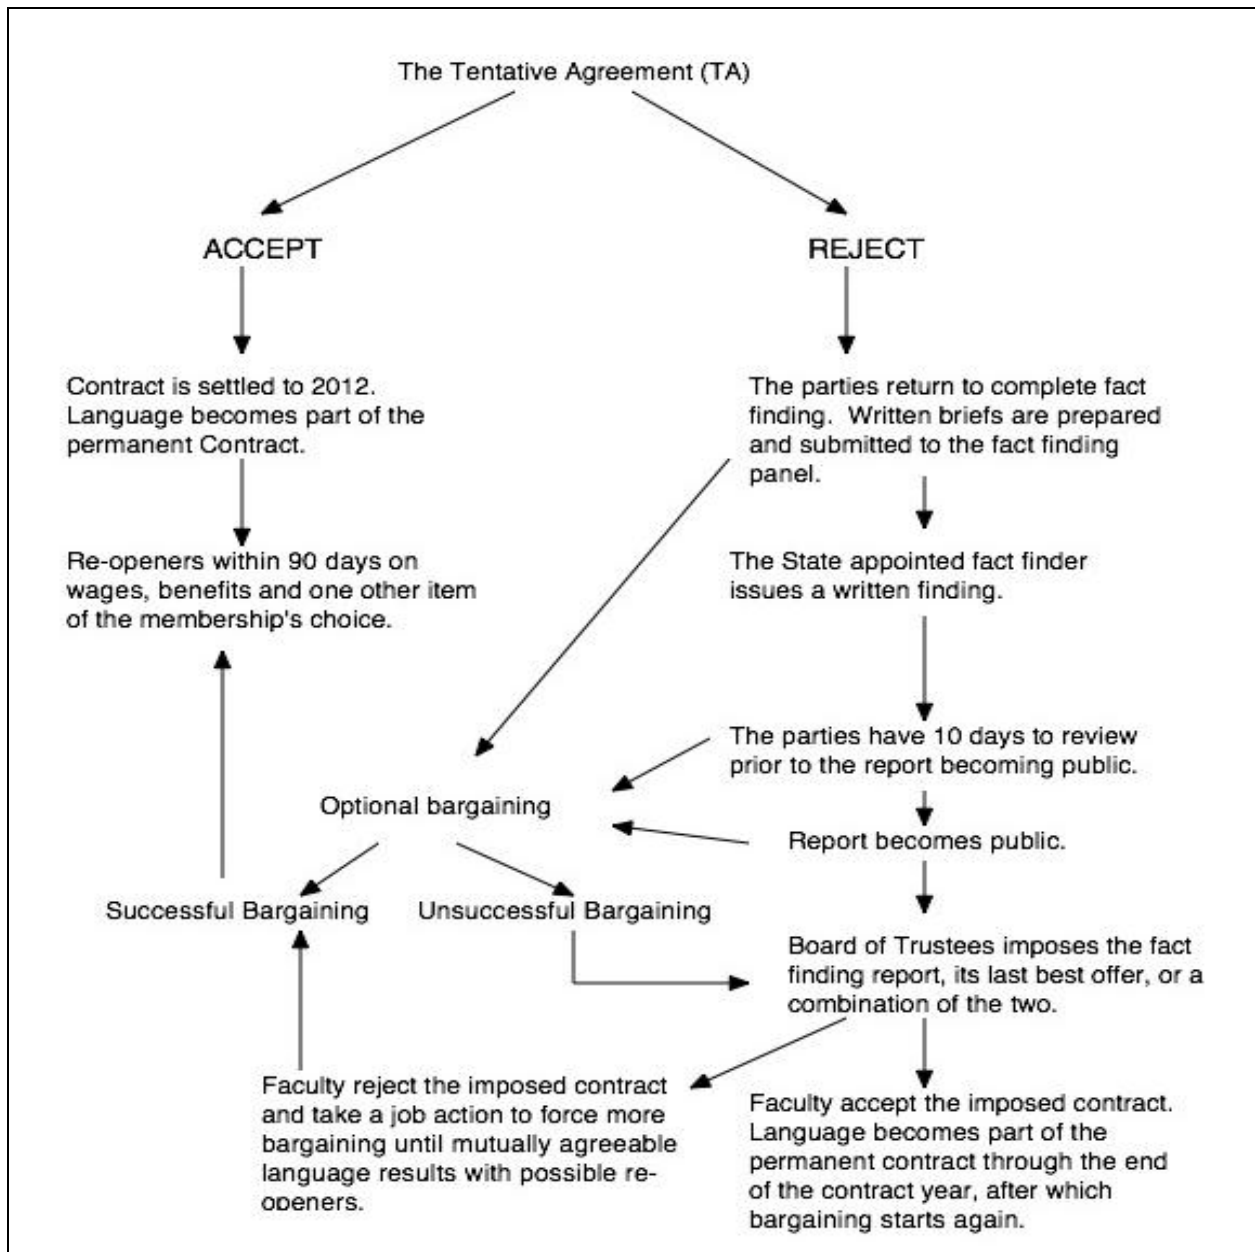 The Tentative Agreement (TA)
ACCEPT
REJECT
Contract is settled to 2012.
Language becomes part of the
permanent Contract.
The parties return to complete fact
finding.  Written briefs are prepared
and submitted to the fact finding
panel.
Re-openers within 90 days on
wages, benefits and one other item
of the membership's choice.
The State appointed fact finder
issues a written finding.
The parties have 10 days to review
prior to the report becoming public.
Optional bargaining
Report becomes public.
Successful Bargaining
Unsuccessful Bargaining
Board of Trustees imposes the fact
finding report, its last best offer, or a
combination of the two.
Faculty reject the imposed contract
and take a job action to force more
bargaining until mutually agreeable
language results with possible re-
openers.
Faculty accept the imposed contract.
Language becomes part of the
permanent contract through the end
of the contract year, after which
bargaining starts again.